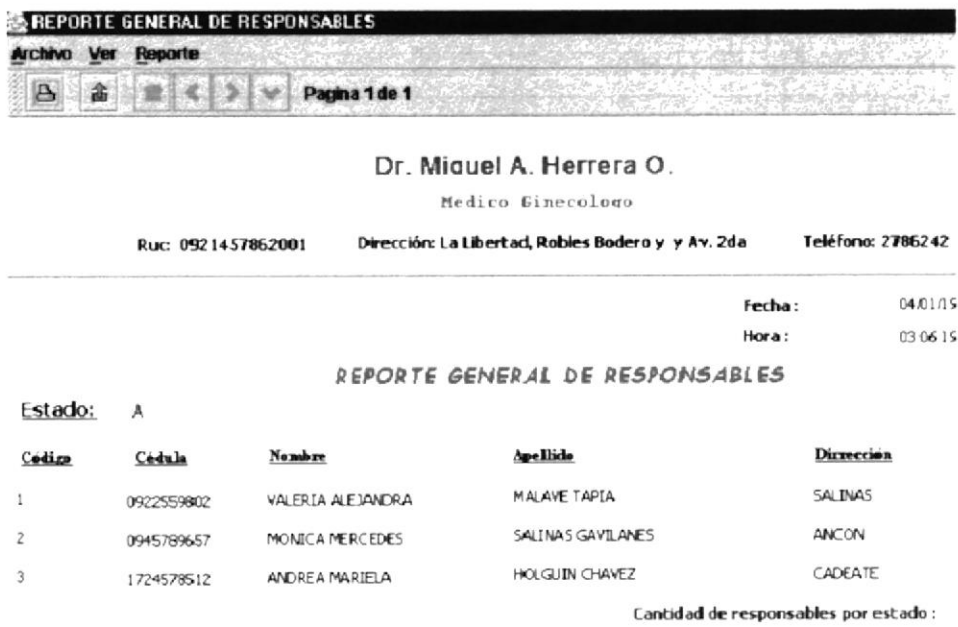 REPORTE GENERAL DE RESPONSABLES
Archivo Ver Reporte
Pagina 1 de 1
Dr. Miguel A. Herrera O.
Medico Ginecologo
Ruc: 0921457862001 Dirección: La Libertad, Robles Bodero y y Av. 2da Teléfono: 2786242
Fecha: 04/01/15
Hora: 03:06:15
REPORTE GENERAL DE RESPONSABLES
Estado: A
Código Cédula Nombre Apellido Dirrección
1 0922559802 VALERIA ALEJANDRA MALAVE TAPIA SALINAS
2 0945789657 MONICA MERCEDES SALINAS GAVILANES ANCON
3 1724578512 ANDREA MARIELA HOLGUIN CHAVEZ CADEATE
Cantidad de responsables por estado :